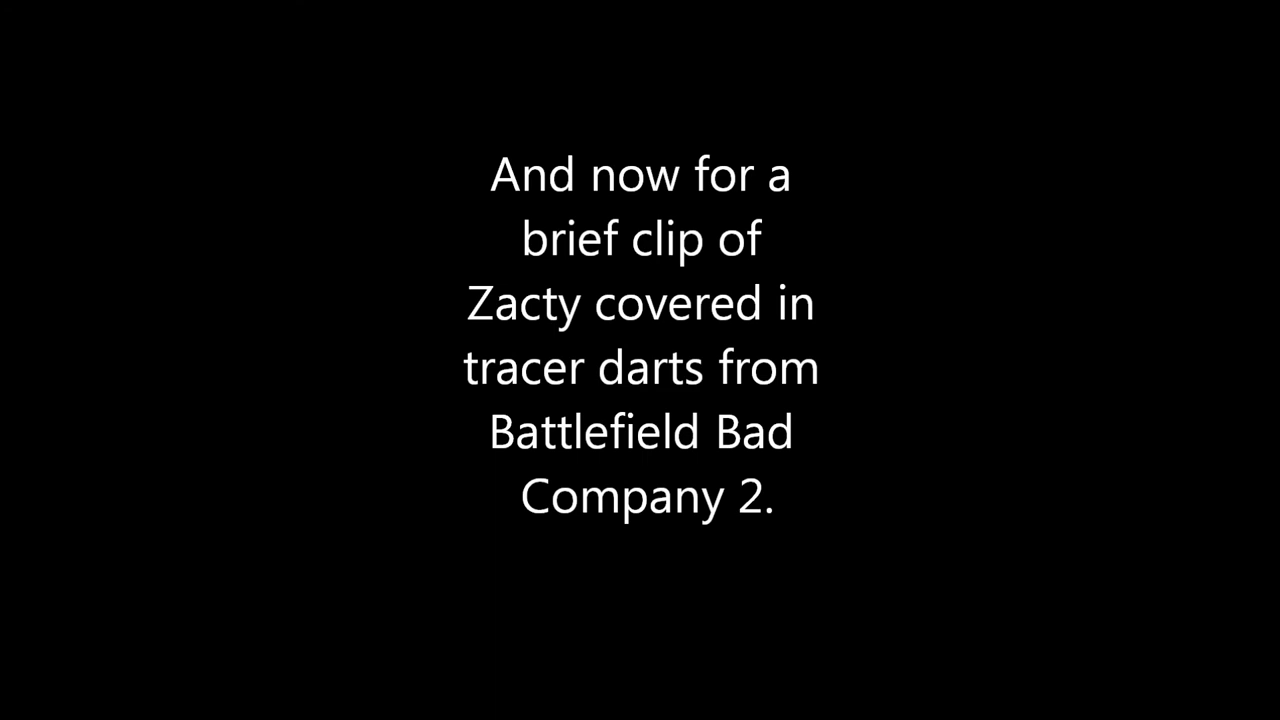 And now for a
brief clip of
Zacty covered in
tracer darts from
Battlefield Bad
Company 2.